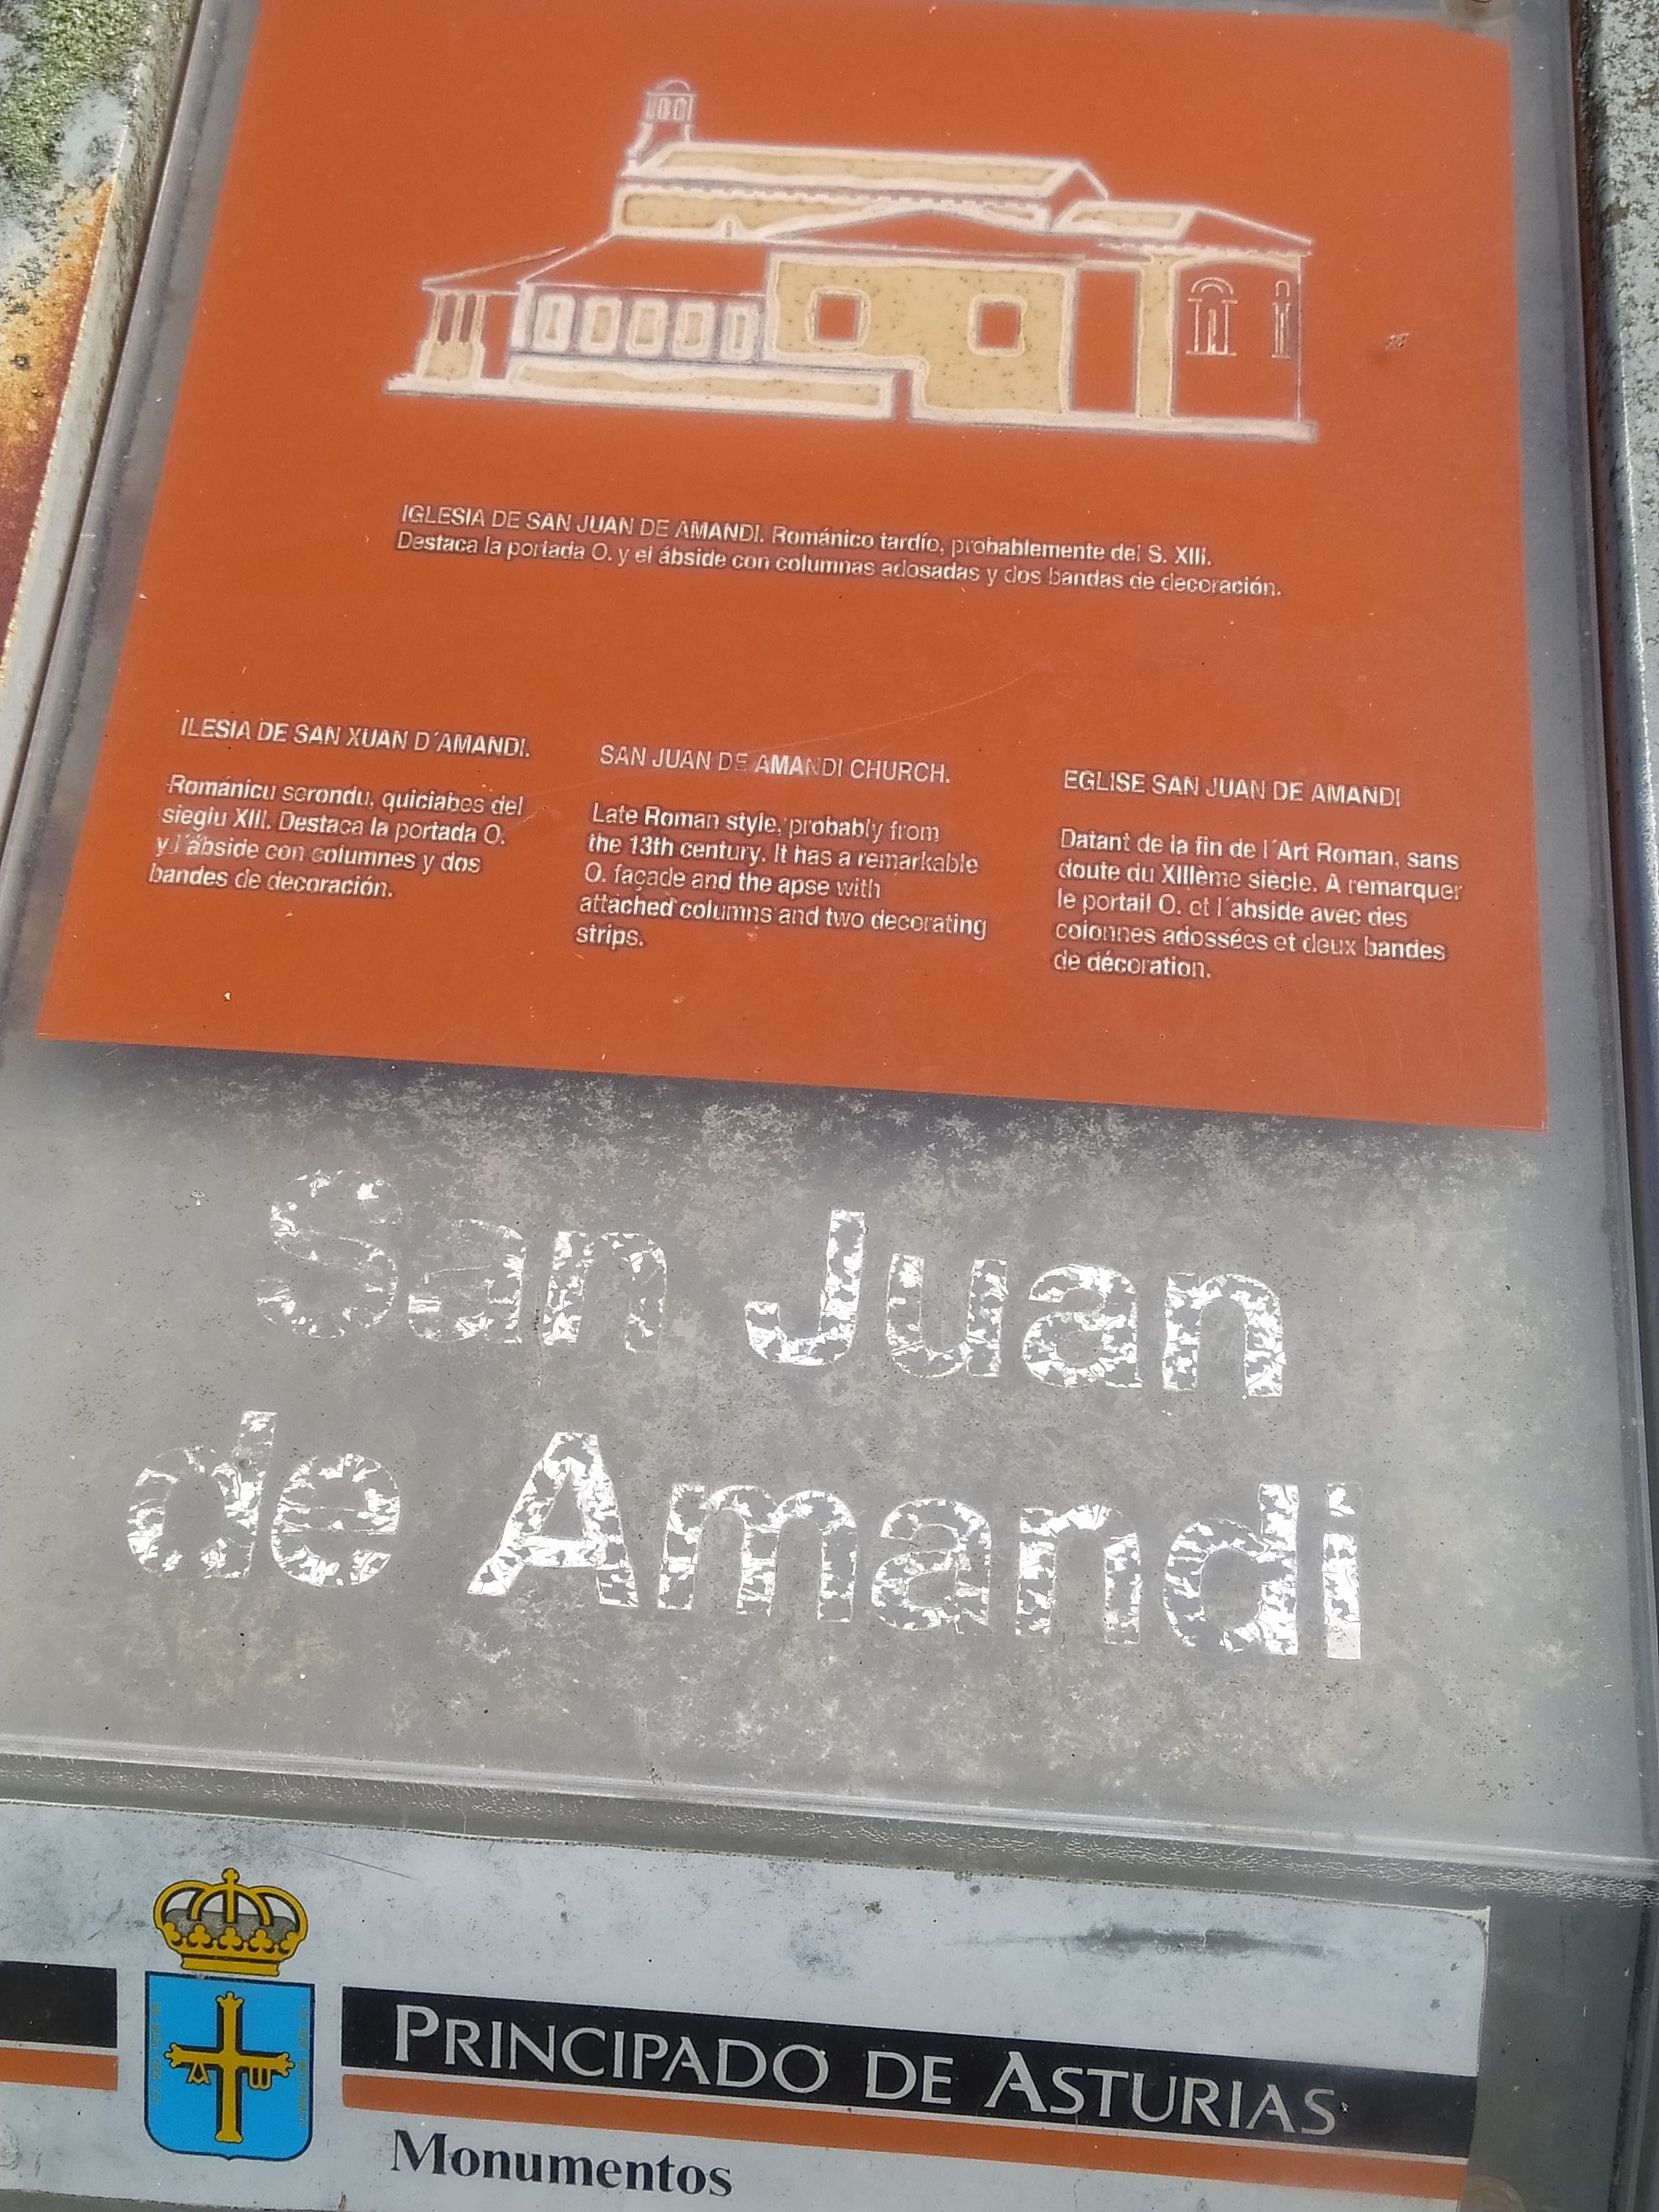 IGLESIA DE SAN JUAN DE AMANDI. Románico tardío, probablemente del S. XIII.
Destaca la portada O. y el ábside con columnas adosadas y dos bandas de decoración.
ILESIA DE SAN XUAN D´AMANDI.
Románicu serondu, quiciabes del
sieglu XIII. Destaca la portada O.
y l´ábside con columnes y dos
bandes de decoración.
SAN JUAN DE AMANDI CHURCH.
Late Roman style, probably from
the 13th century. It has a remarkable
O. façade and the apse with
attached columns and two decorating
strips.
EGLISE SAN JUAN DE AMANDI
Datant de la fin de l´Art Roman, sans
doute du XIIIème siècle. A remarquer
le portail O. et l´abside avec des
colonnes adossées et deux bandes
de décoration.
San Juan
de Amandi
PRINCIPADO DE ASTURIAS
Monumentos